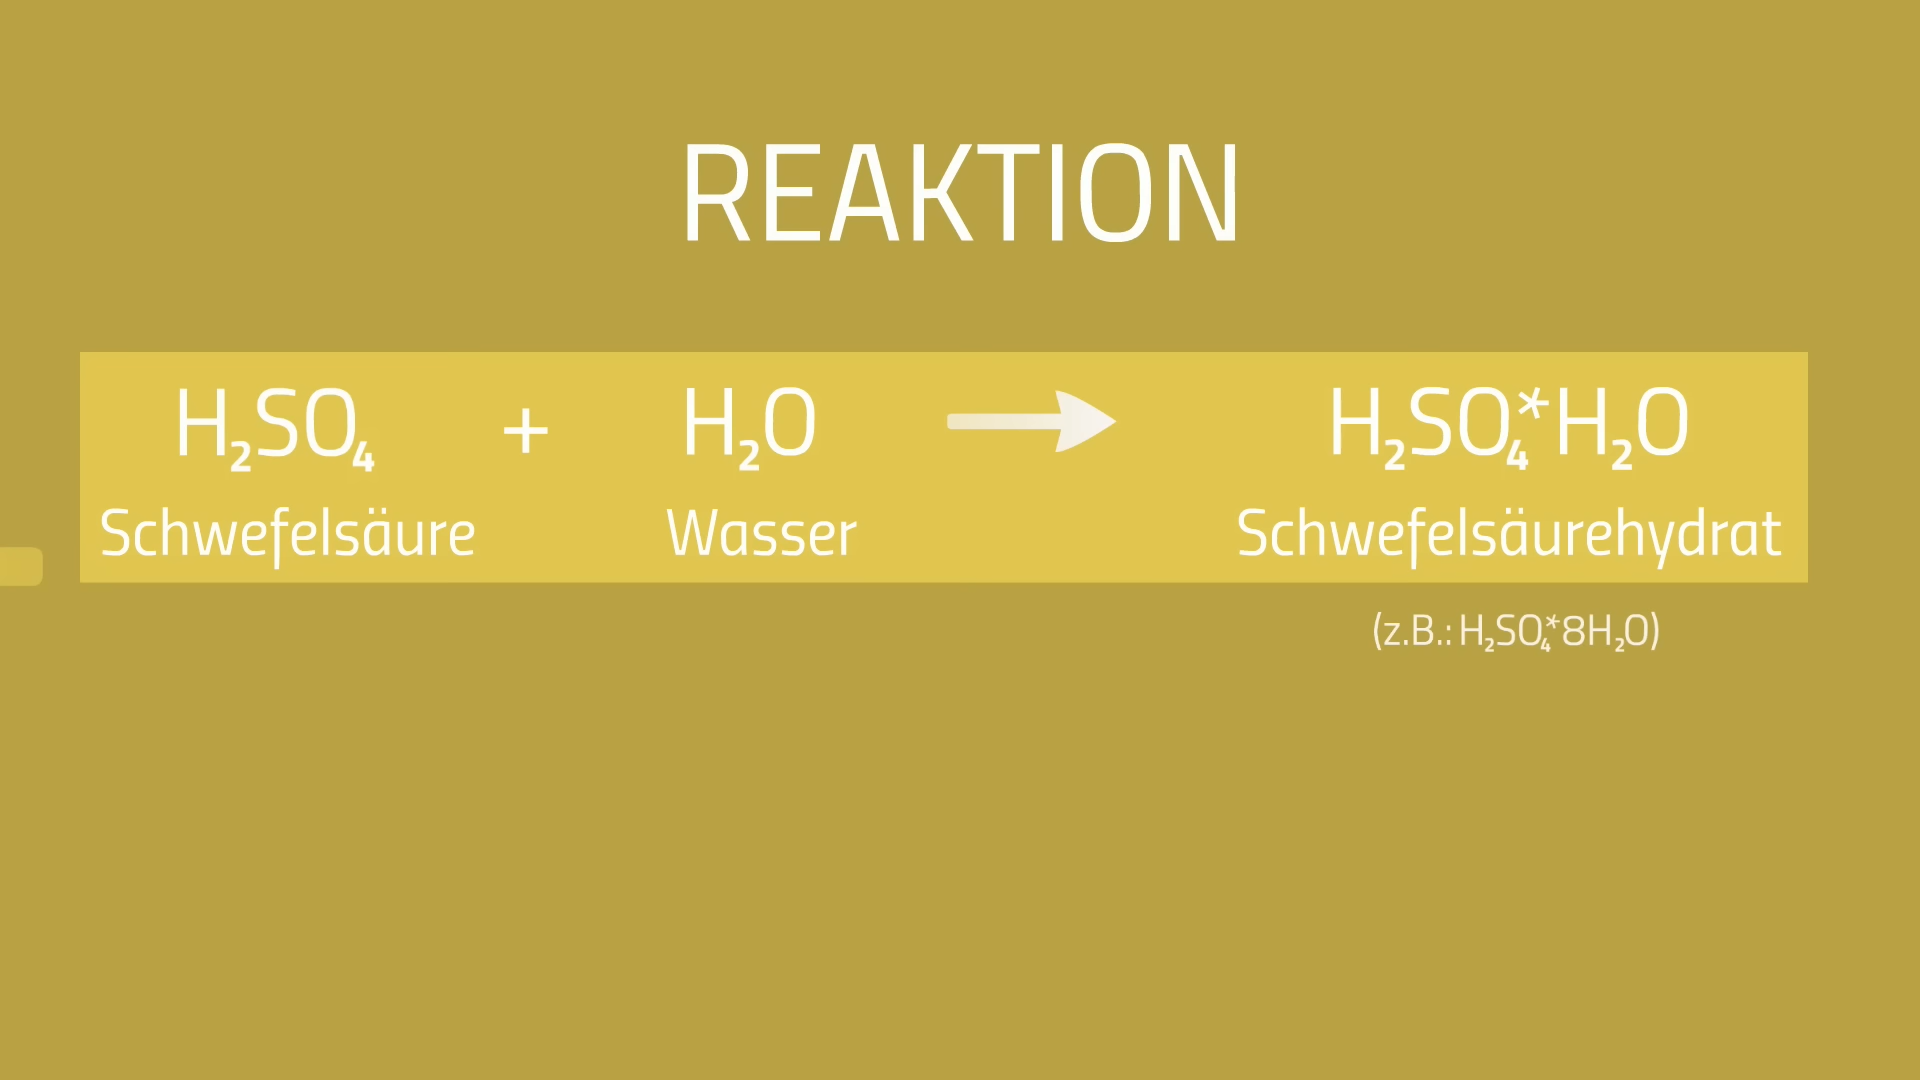 REAKTION
H₂SO₄ + H₂O → H₂SO₄*H₂O
Schwefelsäure Wasser Schwefelsäurehydrat
(z.B.: H₂SO₄*8H₂O)